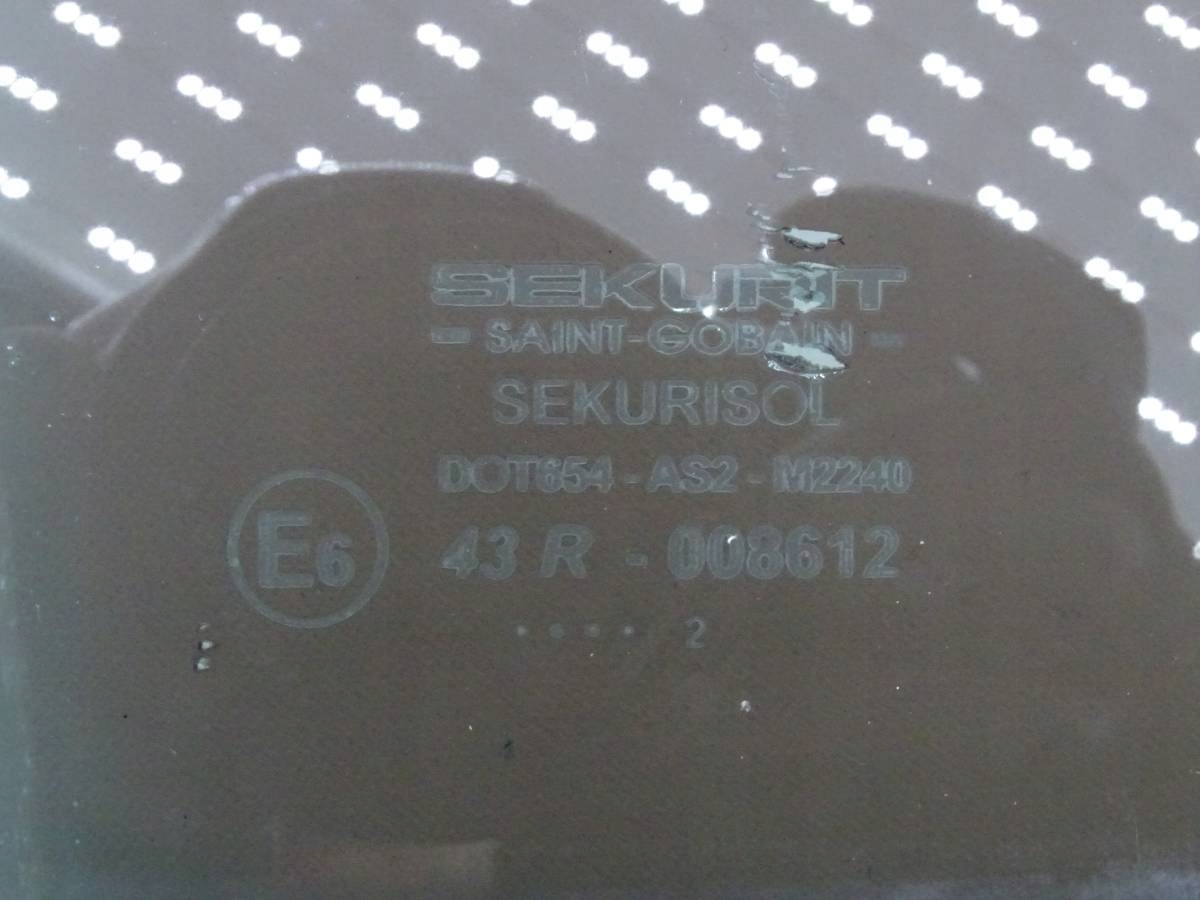 SEKURIT
- SAINT-GOBAIN -
SEKURISOL
DOT654 - AS2 - M2240
E6
43 R - 008612
.... 2